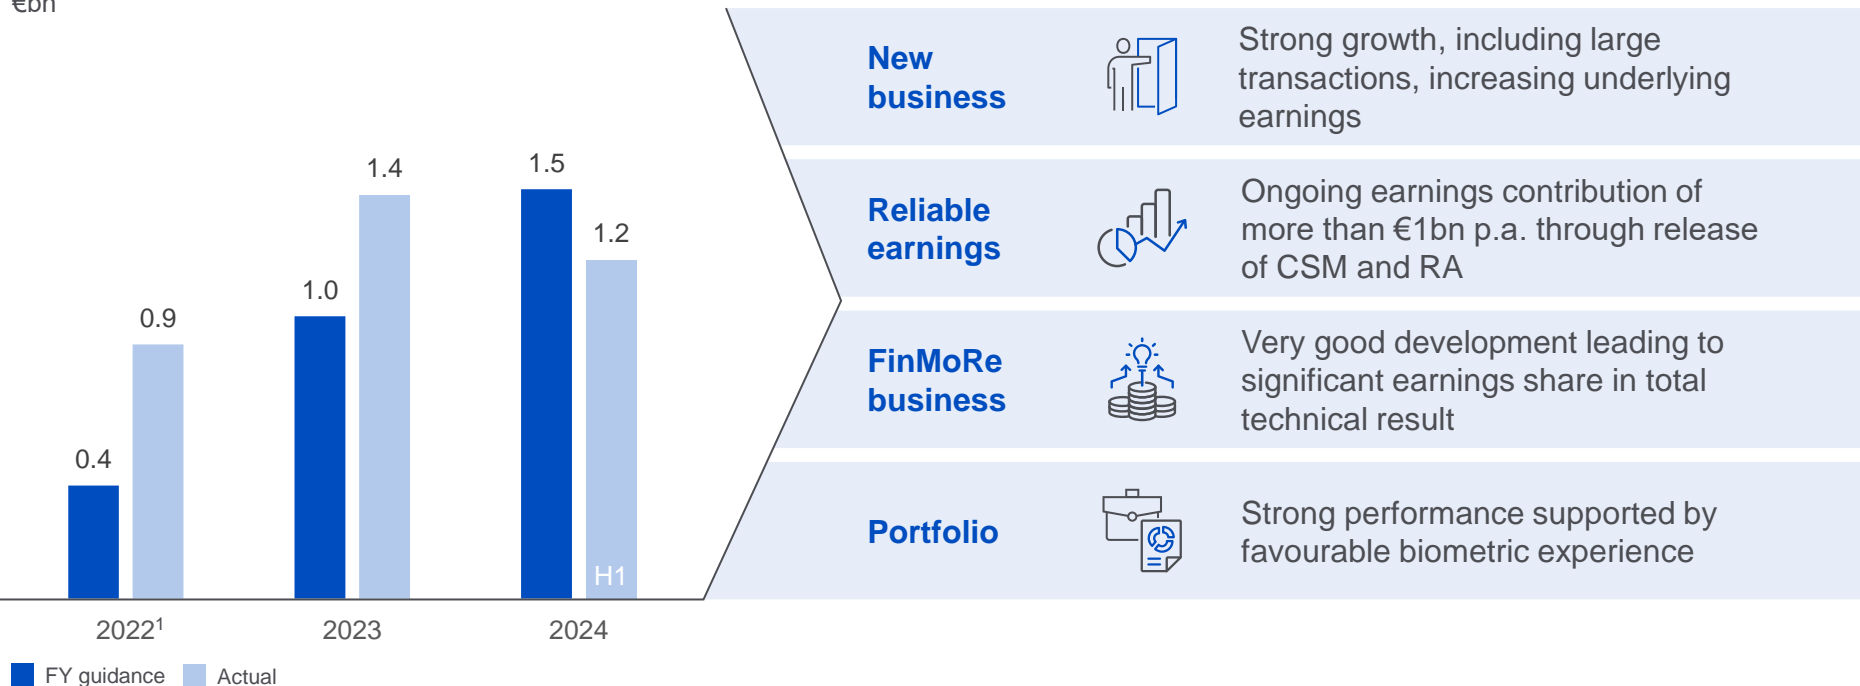 €bn
1.5
1.4
1.2
1.0
0.9
0.4
H1
2022¹
2023
2024
FY guidance
Actual
New
business
Strong growth, including large
transactions, increasing underlying
earnings
Reliable
earnings
Ongoing earnings contribution of
more than €1bn p.a. through release
of CSM and RA
FinMoRe
business
Very good development leading to
significant earnings share in total
technical result
Portfolio
Strong performance supported by
favourable biometric experience